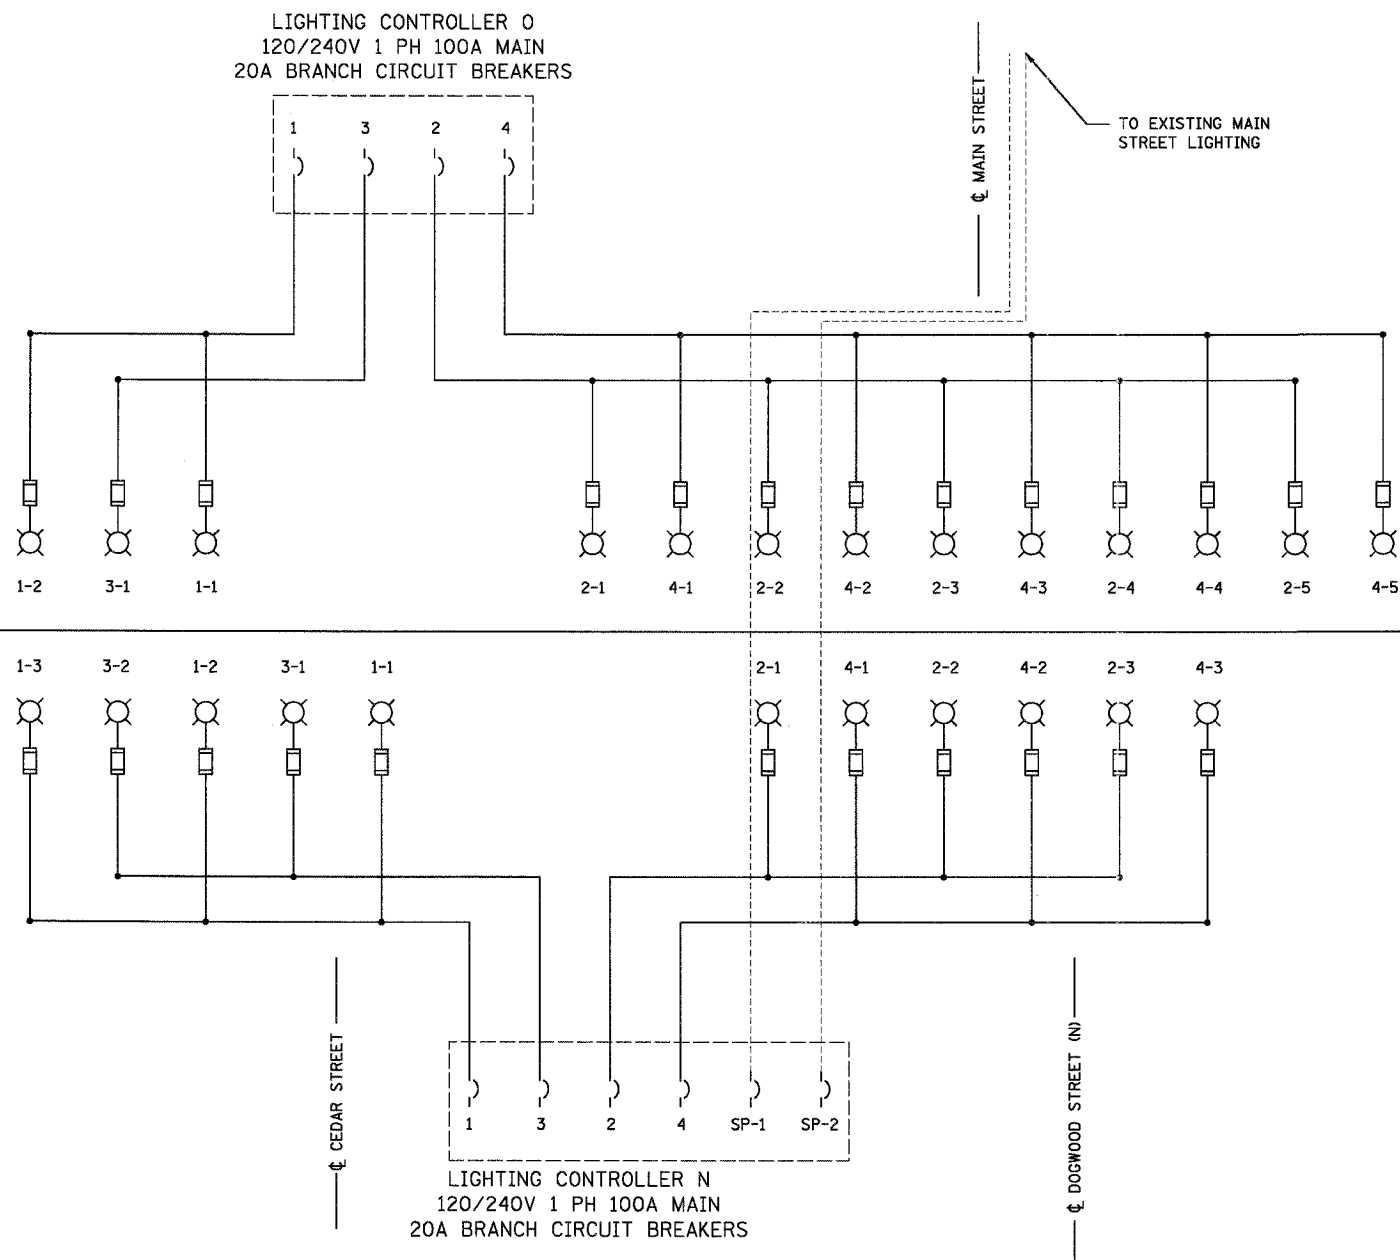 LIGHTING CONTROLLER O
120/240V 1 PH 100A MAIN
20A BRANCH CIRCUIT BREAKERS
1 3 2 4
℄ MAIN STREET
TO EXISTING MAIN
STREET LIGHTING
1-2 3-1 1-1 2-1 4-1 2-2 4-2 2-3 4-3 2-4 4-4 2-5 4-5
1-3 3-2 1-2 3-1 1-1 2-1 4-1 2-2 4-2 2-3 4-3
℄ CEDAR STREET
℄ DOGWOOD STREET (N)
1 3 2 4 SP-1 SP-2
LIGHTING CONTROLLER N
120/240V 1 PH 100A MAIN
20A BRANCH CIRCUIT BREAKERS